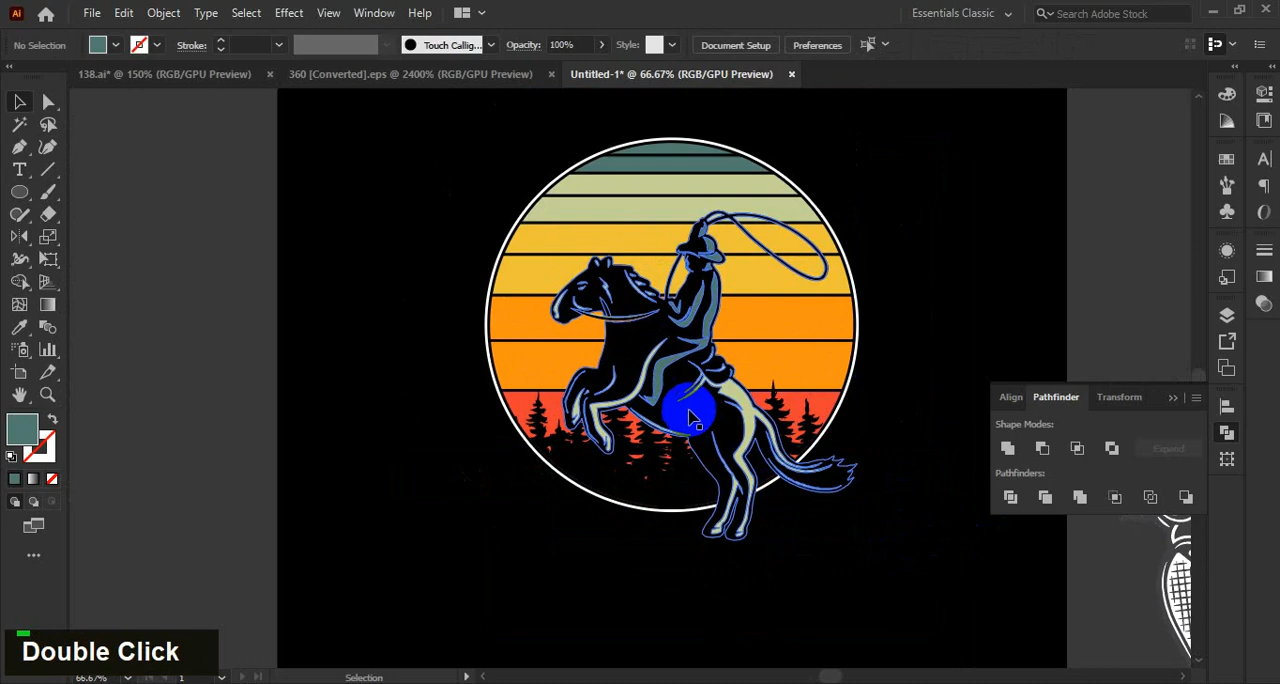 Ai File Edit Object Type Select Effect View Window Help Essentials Classic Search Adobe Stock
No Selection Stroke: Touch Callig... Opacity: 100% Style: Document Setup Preferences
138.ai* @ 150% (RGB/GPU Preview) × 360 [Converted].eps @ 2400% (RGB/GPU Preview) × Untitled-1* @ 66.67% (RGB/GPU Preview) ×
Align Pathfinder Transform
Shape Modes:
Expand
Pathfinders:
Double Click
66.67% 1 Selection